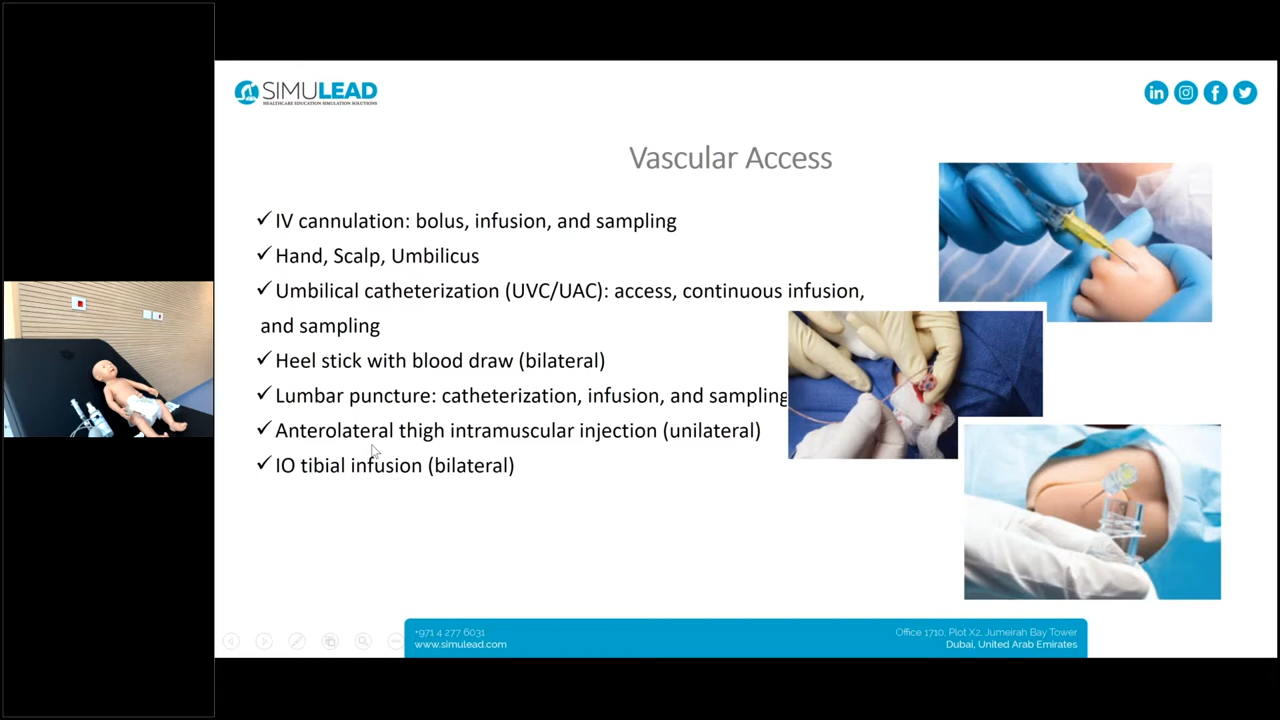 SIMULEAD
HEALTHCARE EDUCATION SIMULATION SOLUTIONS
Vascular Access
✓IV cannulation: bolus, infusion, and sampling
✓Hand, Scalp, Umbilicus
✓Umbilical catheterization (UVC/UAC): access, continuous infusion,
and sampling
✓Heel stick with blood draw (bilateral)
✓Lumbar puncture: catheterization, infusion, and sampling
✓Anterolateral thigh intramuscular injection (unilateral)
✓IO tibial infusion (bilateral)
+971 4 277 6031
www.simulead.com
Office 1710, Plot X2, Jumeirah Bay Tower
Dubai, United Arab Emirates